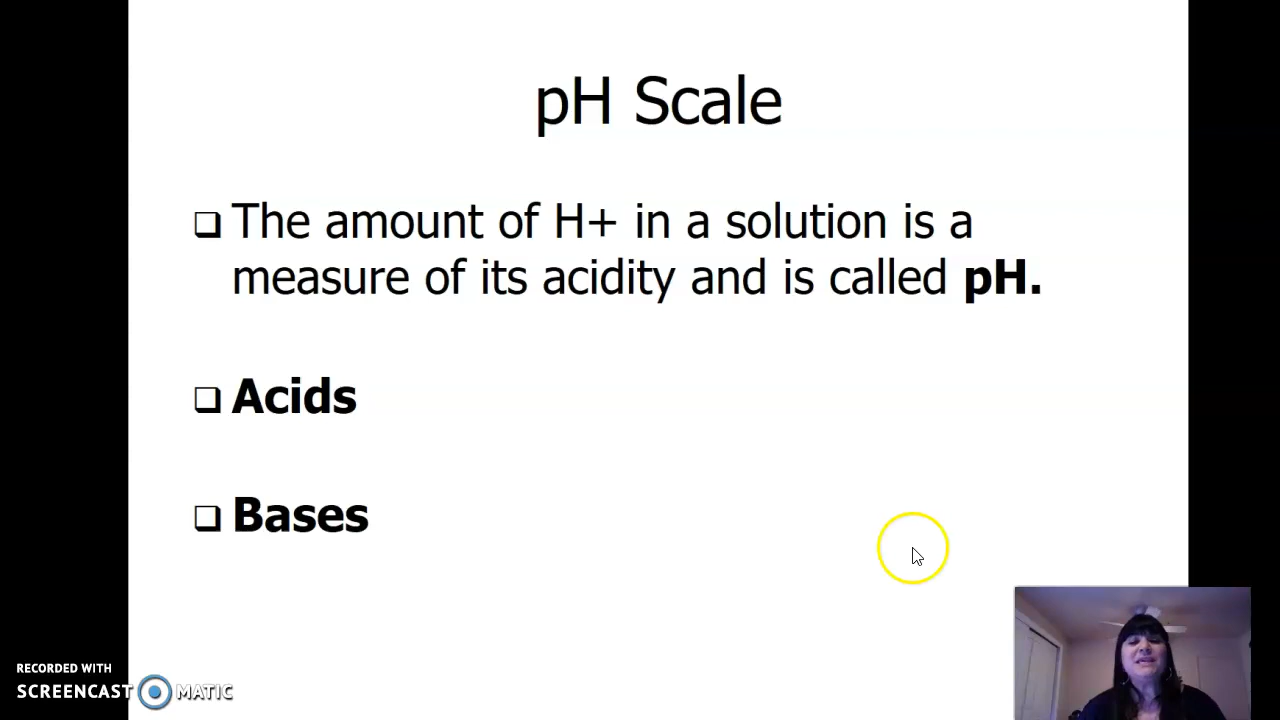 pH Scale
The amount of H+ in a solution is a
measure of its acidity and is called pH.
Acids
Bases
RECORDED WITH
SCREENCAST MATIC